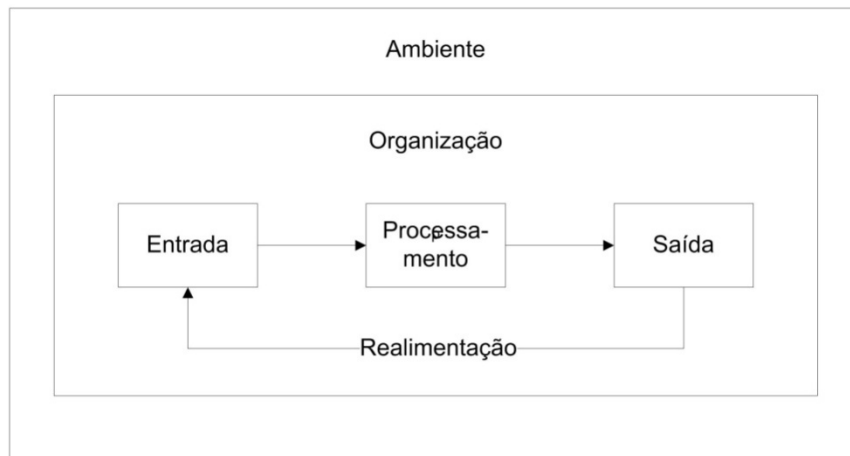 Ambiente
Organização
Entrada
Processa-
mento
Saída
Realimentação